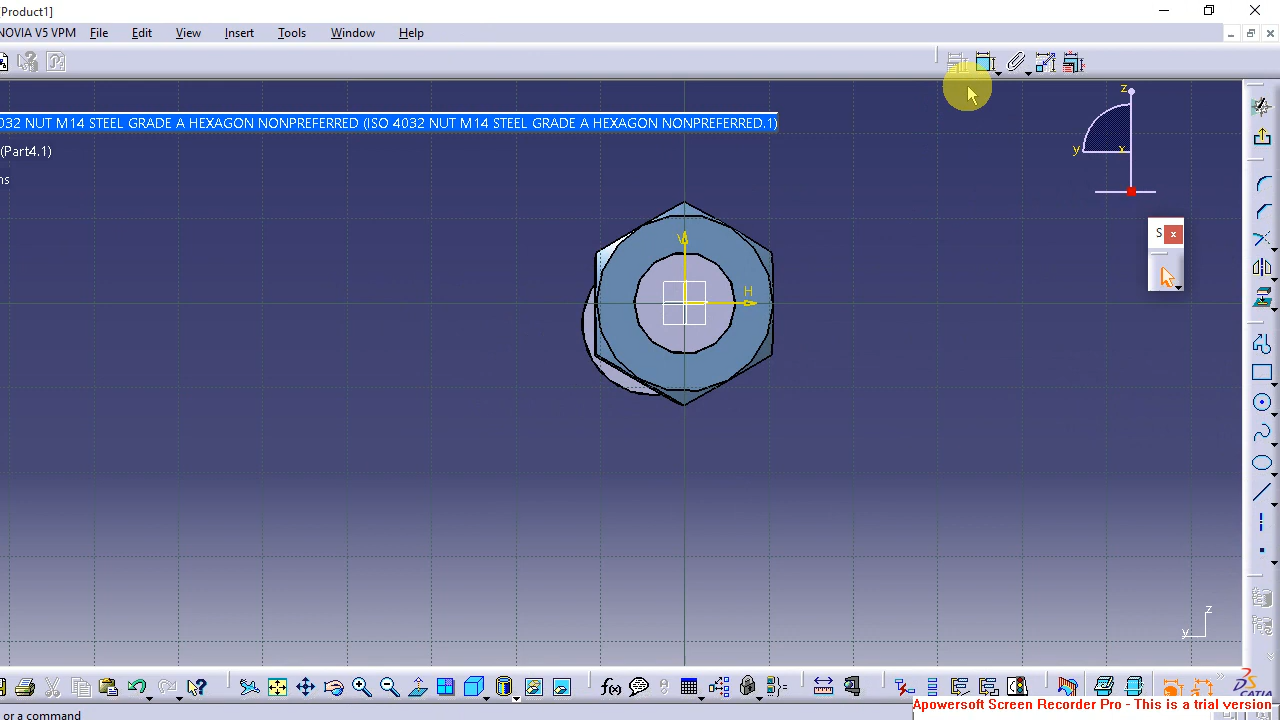 Product1]
NOVIA V5 VPM File Edit View Insert Tools Window Help
032 NUT M14 STEEL GRADE A HEXAGON NONPREFERRED (ISO 4032 NUT M14 STEEL GRADE A HEXAGON NONPREFERRED.1)
(Part4.1)
ns
z
y x
S x
V
H
z
y
f(x)
CATIA
or a command
Apowersoft Screen Recorder Pro - This is a trial version